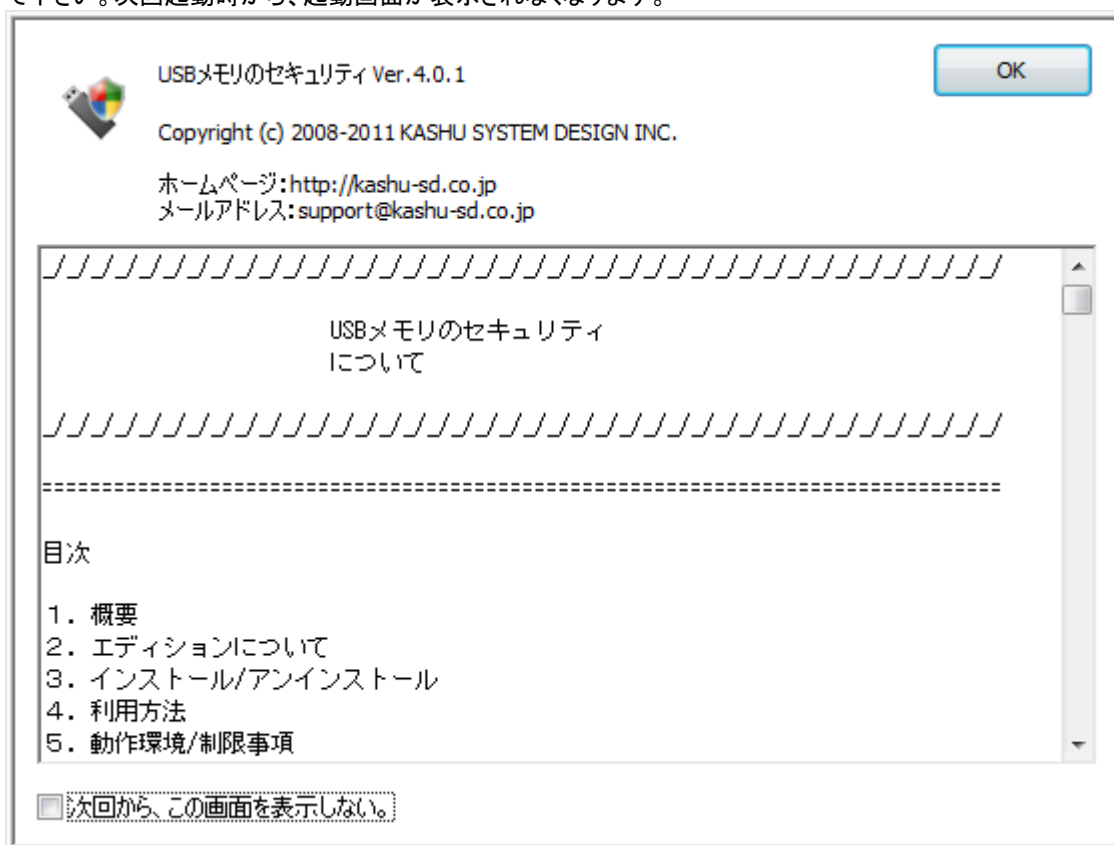 て下さい。次回起動時から、起動画面が表示されなくなります。
USBメモリのセキュリティ Ver.4.0.1
OK
Copyright (c) 2008-2011 KASHU SYSTEM DESIGN INC.
ホームページ:http://kashu-sd.co.jp
メールアドレス:support@kashu-sd.co.jp
_/_/_/_/_/_/_/_/_/_/_/_/_/_/_/_/_/_/_/_/_/_/_/_/_/_/_/_/_/_/_/_/_/_/_/_/_/_/_/_/
USBメモリのセキュリティ
について
_/_/_/_/_/_/_/_/_/_/_/_/_/_/_/_/_/_/_/_/_/_/_/_/_/_/_/_/_/_/_/_/_/_/_/_/_/_/_/_/
================================================================================
目次
1．概要
2．エディションについて
3．インストール/アンインストール
4．利用方法
5．動作環境/制限事項
次回から、この画面を表示しない。